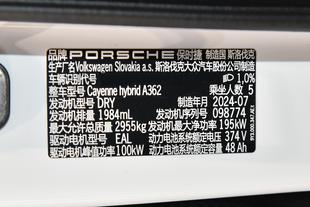 品牌 PORSCHE 保时捷 制造国 斯洛伐克
生产厂名 Volkswagen Slovakia a.s. 斯洛伐克大众汽车股份公司
车辆识别代号 1,0%
整车型号 Cayenne hybrid A362 乘坐人数 5
发动机型号 DRY 制造年月 2024-07
发动机排量 1984mL 发动机序号 098774
最大允许总质量 2955kg 发动机最大净功率 195kW
驱动电机型号 EAL 动力电池系统额定电压 374 V
驱动电机峰值功率 100kW 动力电池系统额定容量 48 Ah